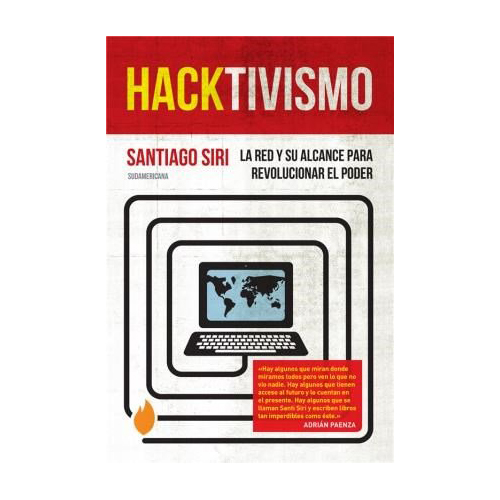 HACKTIVISMO
SANTIAGO SIRI
SUDAMERICANA
LA RED Y SU ALCANCE PARA
REVOLUCIONAR EL PODER
«Hay algunos que miran donde
miramos todos pero ven lo que no
vio nadie. Hay algunos que tienen
acceso al futuro y lo cuentan en
el presente. Hay algunos que se
llaman Santi Siri y escriben libros
tan imperdibles como éste.»
ADRIÁN PAENZA